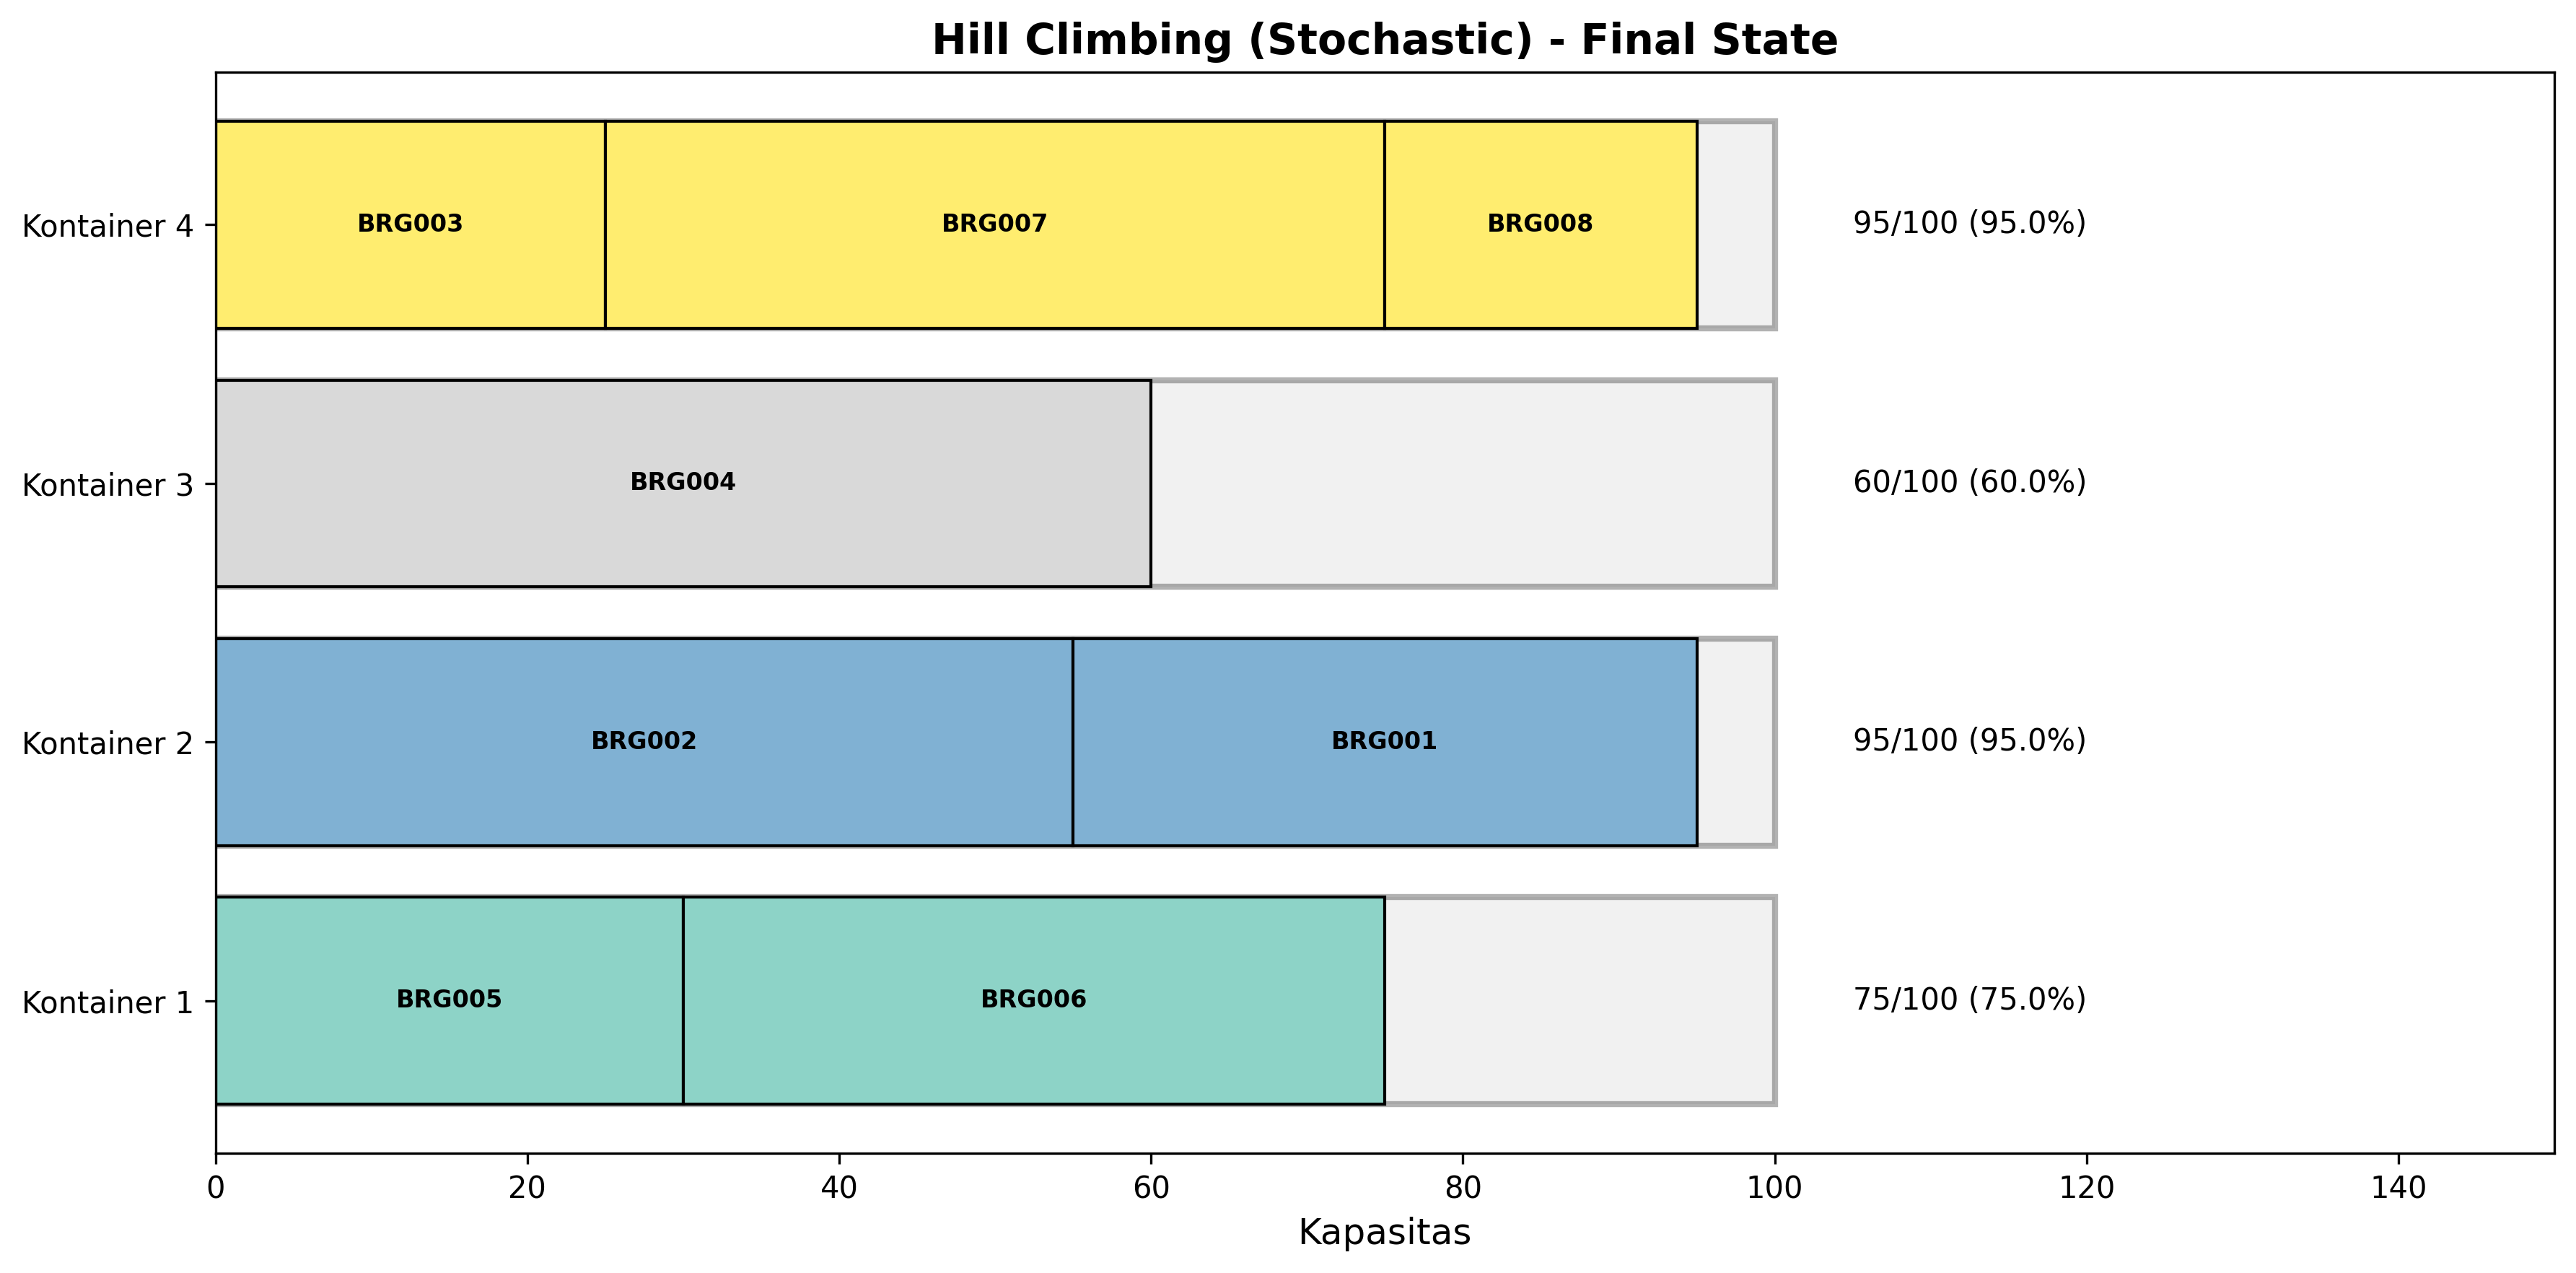 Hill Climbing (Stochastic) - Final State
Kontainer 4
BRG003
BRG007
BRG008
95/100 (95.0%)
Kontainer 3
BRG004
60/100 (60.0%)
Kontainer 2
BRG002
BRG001
95/100 (95.0%)
Kontainer 1
BRG005
BRG006
75/100 (75.0%)
0 20 40 60 80 100 120 140
Kapasitas